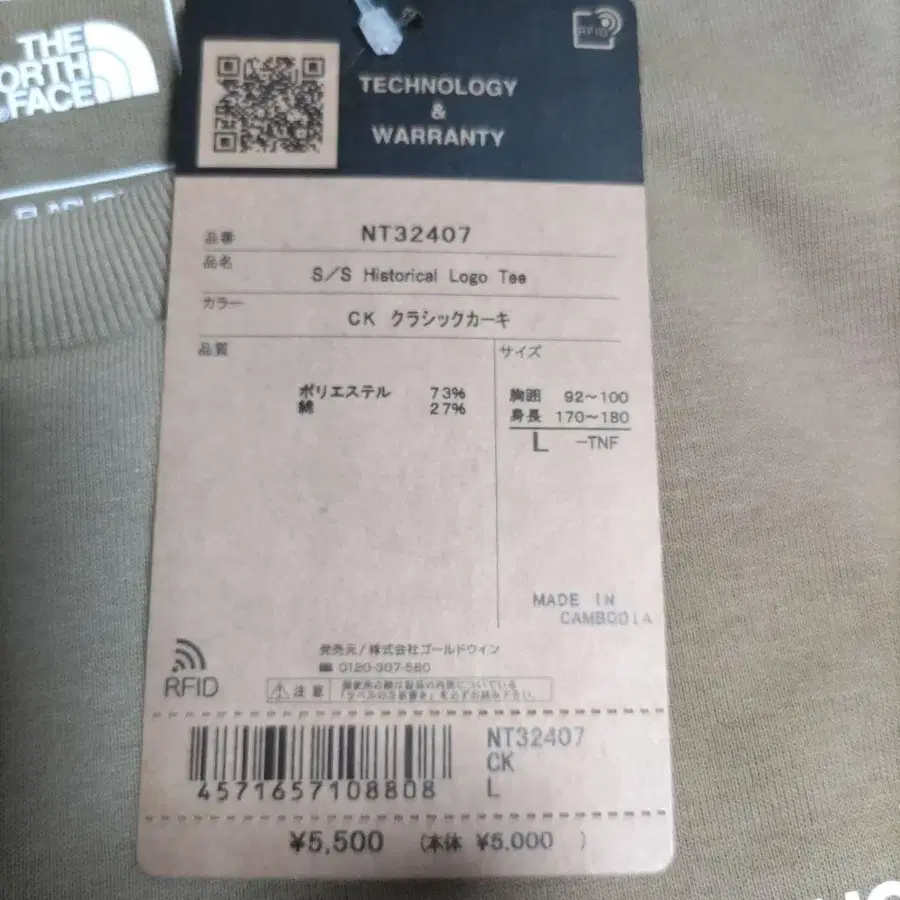 THE
NORTH
FACE
RFID
TECHNOLOGY
&
WARRANTY
品番 NT32407
品名 S/S Historical Logo Tee
カラー CK クラシックカーキ
品質
ポリエステル 73%
綿 27%
サイズ
胸囲 92~100
身長 170~180
L -TNF
MADE IN
CAMBODIA
発売元/株式会社ゴールドウイン
0120-307-560
RFID
注意
NT32407
CK
L
4571657108808
¥5,500 (本体 ¥5,000 )